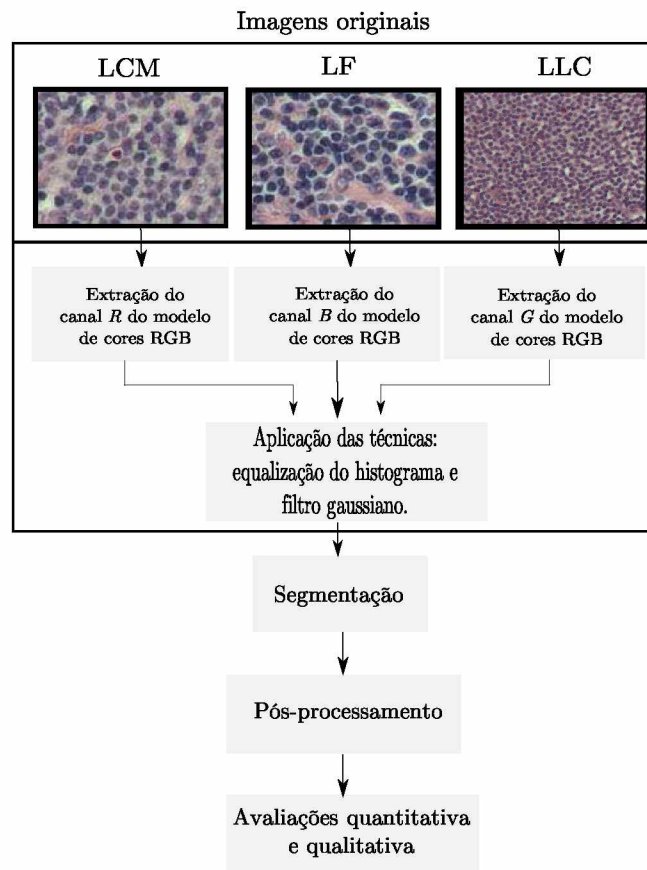 Imagens originais
LCM
LF
LLC
Extração do
canal R do modelo
de cores RGB
Extração do
canal B do modelo
de cores RGB
Extração do
canal G do modelo
de cores RGB
Aplicação das técnicas:
equalização do histograma e
filtro gaussiano.
Segmentação
Pós-processamento
Avaliações quantitativa
e qualitativa